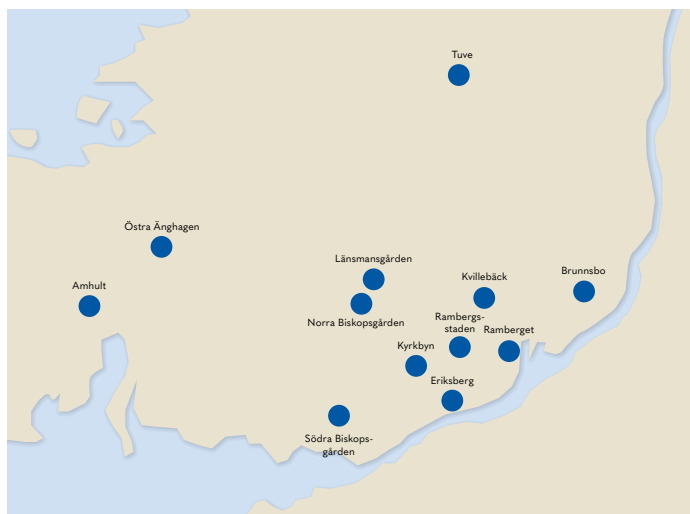 Tuve
Östra Änghagen
Länsmansgården
Brunnsbo
Kvillebäck
Amhult
Norra Biskopsgården
Rambergs-
staden
Ramberget
Kyrkbyn
Eriksberg
Södra Biskops-
gården